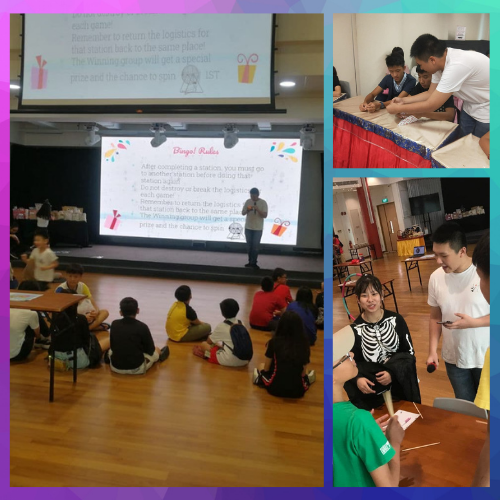 each game!
Remember to return the logistics for
that station back to the same place!
The Winning group will get a special
prize and the chance to spin
1ST
Bingo! Rules
After completing a station, you must go
to another station before doing that
station again!
Do not destroy or break the logistics
each game!
Remember to return the logistics
that station back to the same place
The Winning group will get a
prize and the chance to spin